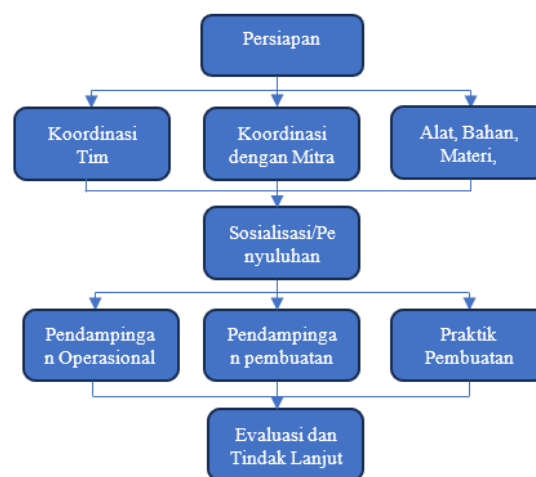 Persiapan
Koordinasi
Tim
Koordinasi
dengan Mitra
Alat, Bahan,
Materi,
Sosialisasi/Pe
nyuluhan
Pendampinga
n Operasional
Pendampinga
n pembuatan
Praktik
Pembuatan
Evaluasi dan
Tindak Lanjut